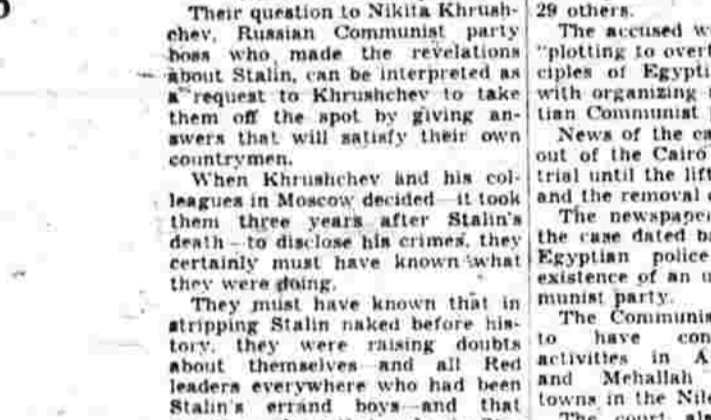 Their question to Nikita Khrush-
chev, Russian Communist party
boss who made the revelations
about Stalin, can be interpreted as
a request to Khrushchev to take
them off the spot by giving an-
swers that will satisfy their own
countrymen.
When Khrushchev and his col-
leagues in Moscow decided—it took
them three years after Stalin's
death—to disclose his crimes, they
certainly must have known what
they were doing.
They must have known that in
stripping Stalin naked before his-
tory, they were raising doubts
about themselves—and all Red
leaders everywhere who had been
Stalin's errand boys—and that
29 others.
The accused w
"plotting to overt
ciples of Egypti
with organizing
tian Communist
News of the ca
out of the Cairo
trial until the lift
and the removal
The newspaper
the case dated b
Egyptian police
existence of an u
munist party.
The Communis
to have con
activities in A
and Mehallah
towns in the Nile
The court als